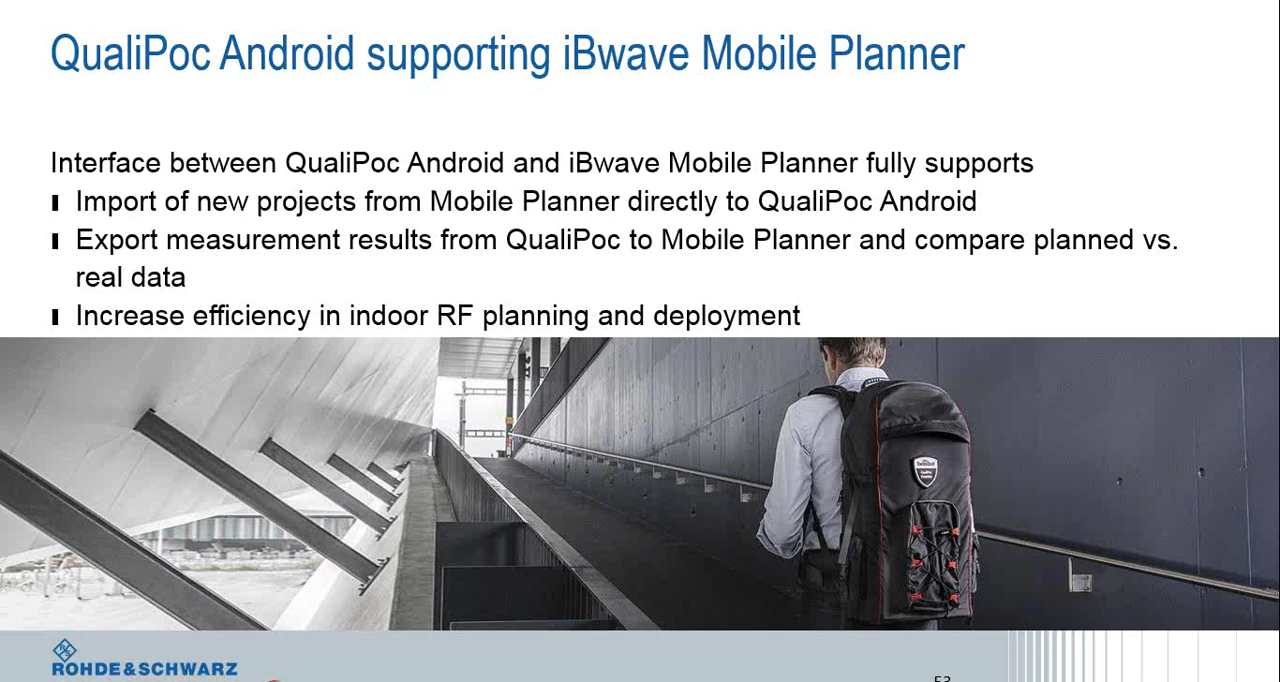 QualiPoc Android supporting iBwave Mobile Planner
Interface between QualiPoc Android and iBwave Mobile Planner fully supports
Import of new projects from Mobile Planner directly to QualiPoc Android
Export measurement results from QualiPoc to Mobile Planner and compare planned vs.
real data
Increase efficiency in indoor RF planning and deployment
ROHDE&SCHWARZ
53